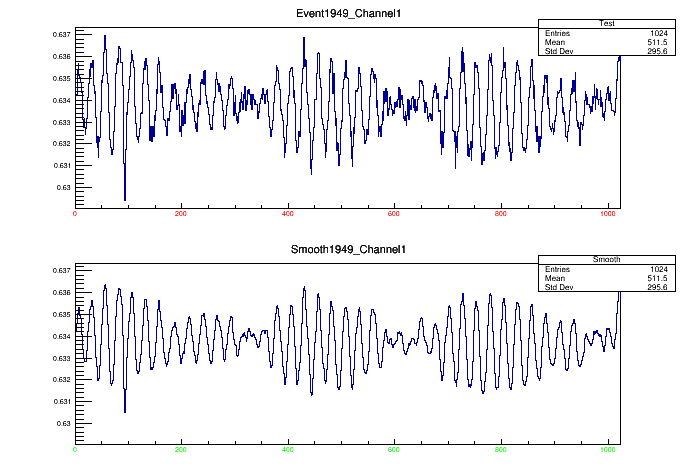 Event1949_Channel1
Test
Entries 1024
Mean 511.5
Std Dev 295.6
0.637
0.636
0.635
0.634
0.633
0.632
0.631
0.63
0 200 400 600 800 1000
Smooth1949_Channel1
Smooth
Entries 1024
Mean 511.5
Std Dev 295.6
0.637
0.636
0.635
0.634
0.633
0.632
0.631
0.63
0 200 400 600 800 1000